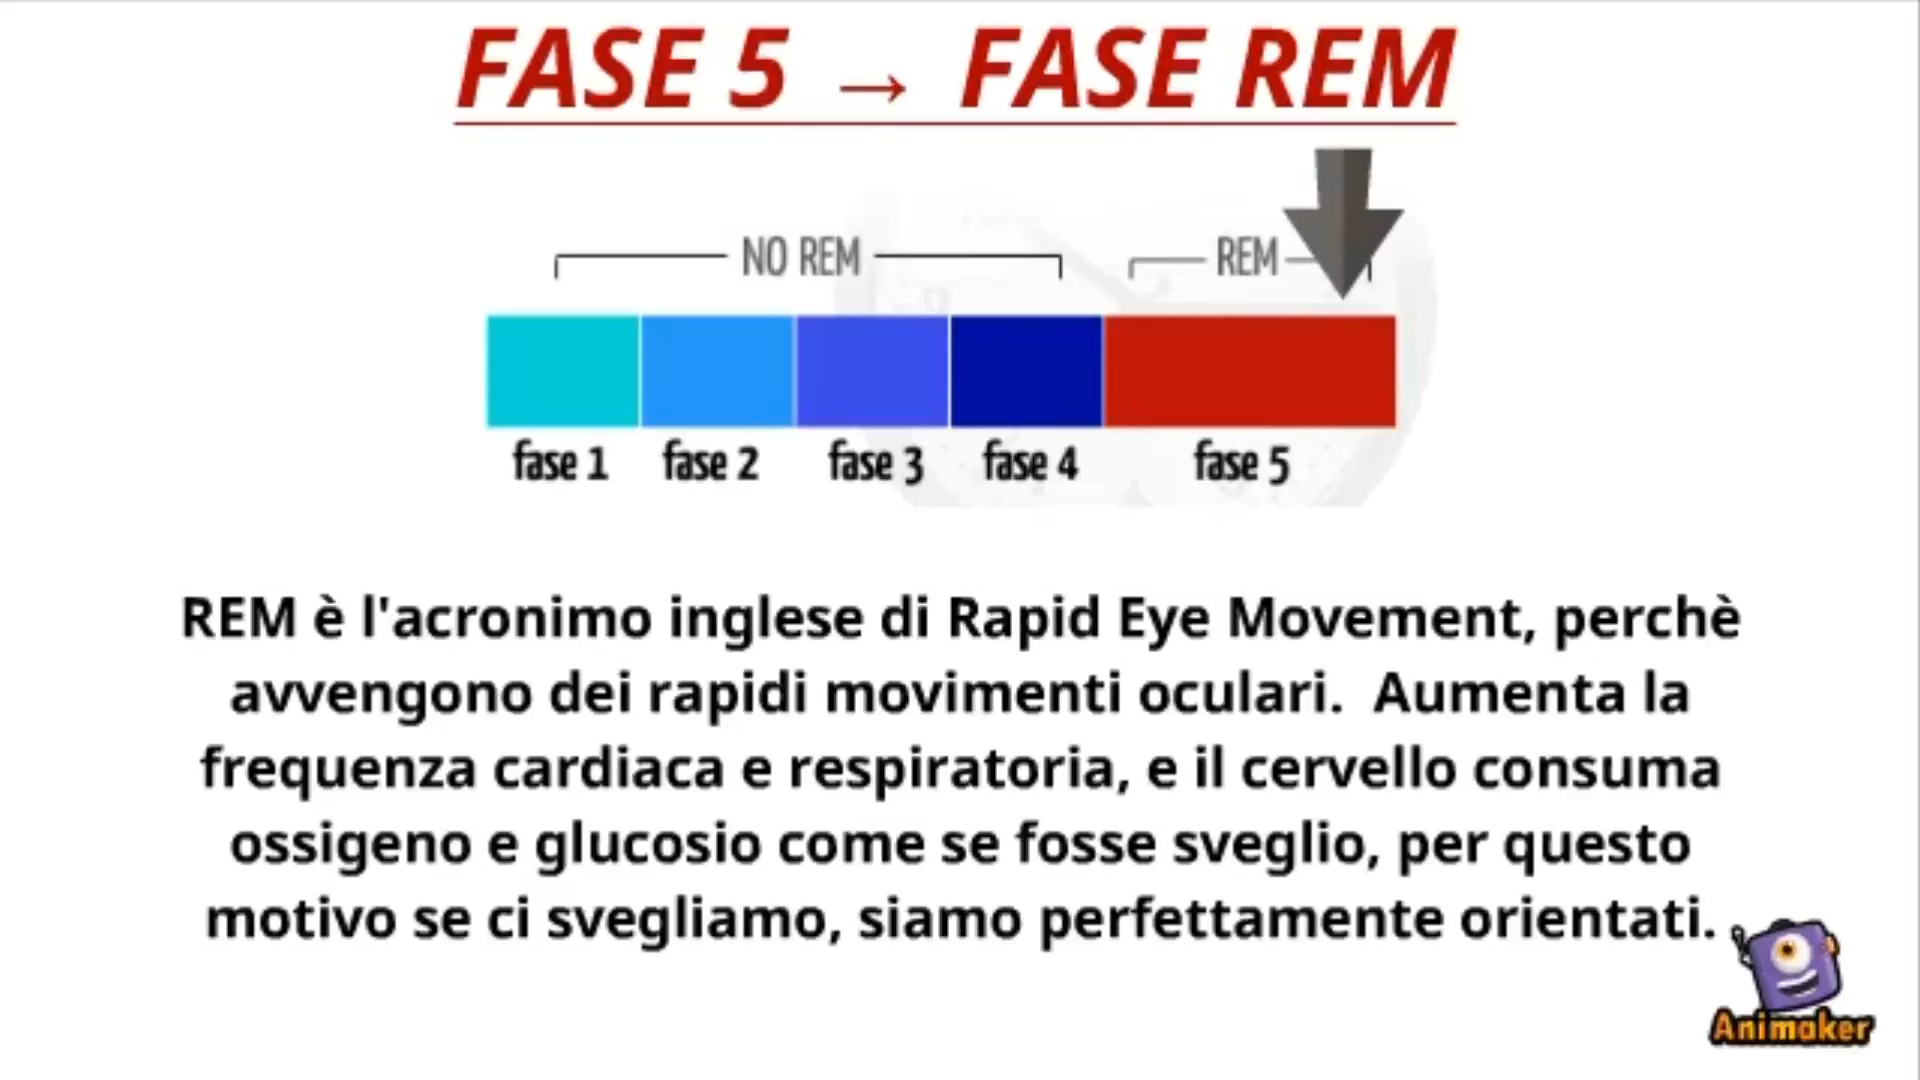 FASE 5 → FASE REM
NO REM REM
fase 1 fase 2 fase 3 fase 4 fase 5
REM è l'acronimo inglese di Rapid Eye Movement, perchè
avvengono dei rapidi movimenti oculari. Aumenta la
frequenza cardiaca e respiratoria, e il cervello consuma
ossigeno e glucosio come se fosse sveglio, per questo
motivo se ci svegliamo, siamo perfettamente orientati.
Animaker